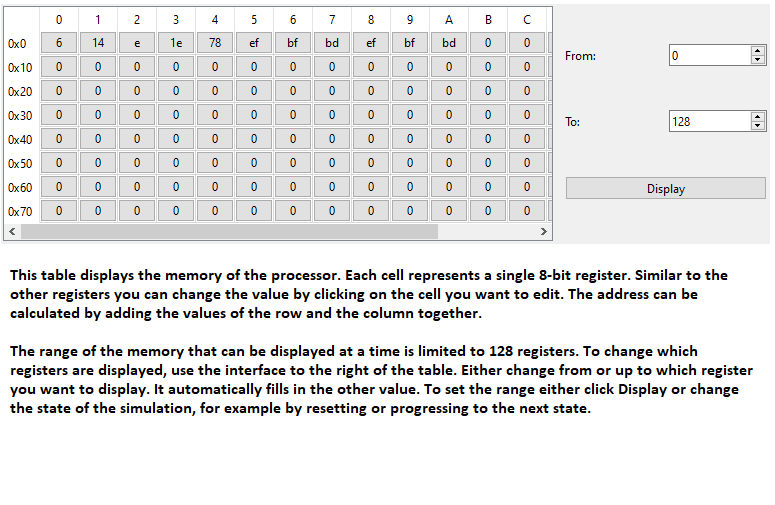 0 1 2 3 4 5 6 7 8 9 A B C
0x0 6 14 e 1e 78 ef bf bd ef bf bd 0 0
0x10 0 0 0 0 0 0 0 0 0 0 0 0 0
0x20 0 0 0 0 0 0 0 0 0 0 0 0 0
0x30 0 0 0 0 0 0 0 0 0 0 0 0 0
0x40 0 0 0 0 0 0 0 0 0 0 0 0 0
0x50 0 0 0 0 0 0 0 0 0 0 0 0 0
0x60 0 0 0 0 0 0 0 0 0 0 0 0 0
0x70 0 0 0 0 0 0 0 0 0 0 0 0 0
From: 0
To: 128
Display
This table displays the memory of the processor. Each cell represents a single 8-bit register. Similar to the
other registers you can change the value by clicking on the cell you want to edit. The address can be
calculated by adding the values of the row and the column together.
The range of the memory that can be displayed at a time is limited to 128 registers. To change which
registers are displayed, use the interface to the right of the table. Either change from or up to which register
you want to display. It automatically fills in the other value. To set the range either click Display or change
the state of the simulation, for example by resetting or progressing to the next state.